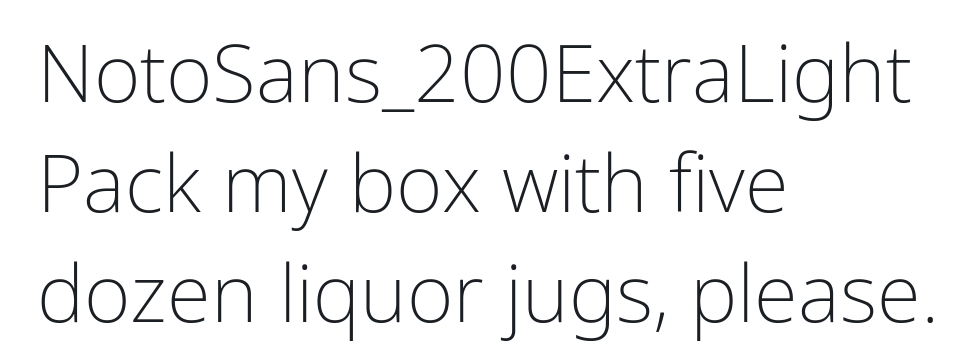 NotoSans_200ExtraLight
Pack my box with five
dozen liquor jugs, please.